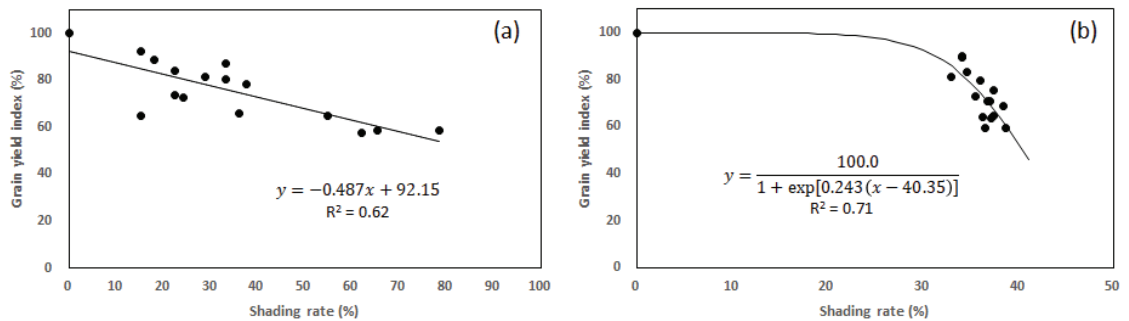 (a)
100
80
60
40
20
0
Grain yield index (%)
y = −0.487x + 92.15
R² = 0.62
0 10 20 30 40 50 60 70 80 90 100
Shading rate (%)
(b)
100
80
60
40
20
0
Grain yield index (%)
y = 100.0 / 1 + exp[0.243(x − 40.35)]
R² = 0.71
0 10 20 30 40 50
Shading rate (%)